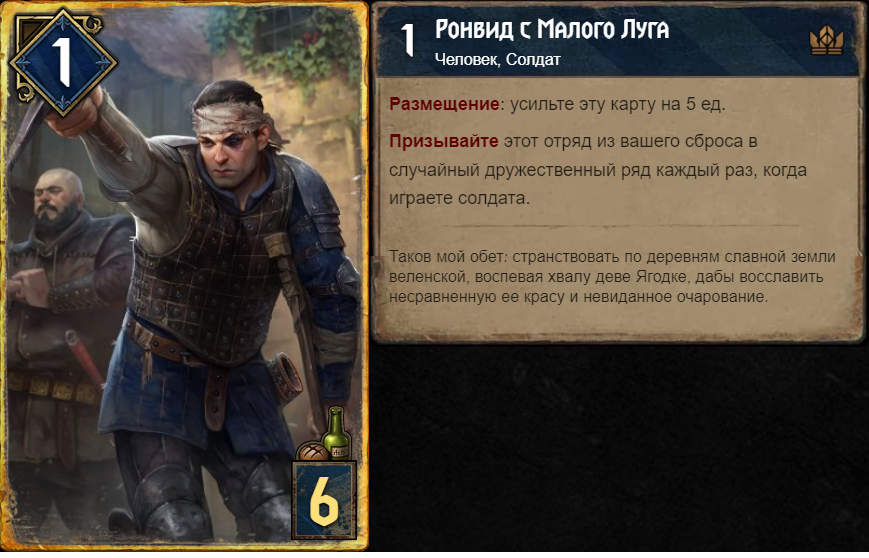 1
6
1 Ронвид с Малого Луга
Человек, Солдат
Размещение: усильте эту карту на 5 ед.
Призывайте этот отряд из вашего сброса в
случайный дружественный ряд каждый раз, когда
играете солдата.
Таков мой обет: странствовать по деревням славной земли
веленской, воспевая хвалу деве Ягодке, дабы восславить
несравненную ее красу и невиданное очарование.